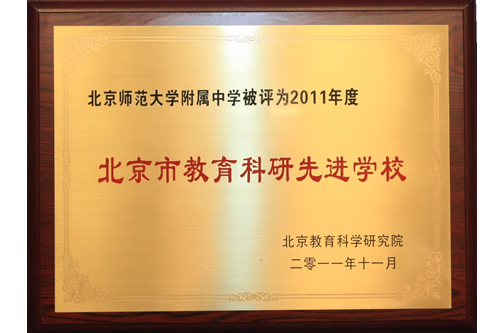 北京师范大学附属中学被评为2011年度
北京市教育科研先进学校
北京教育科学研究院
二零一一年十一月